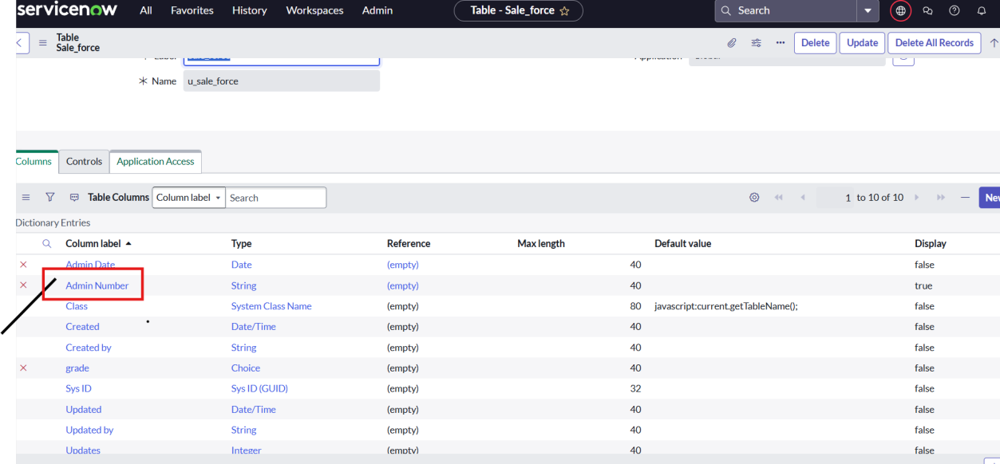 servicenow All Favorites History Workspaces Admin Table - Sale_force Search
Table
Sale_force Delete Update Delete All Records
Name u_sale_force
Columns Controls Application Access
Table Columns Column label Search 1 to 10 of 10 New
Dictionary Entries
Column label Type Reference Max length Default value Display
Admin Date Date (empty) 40 false
Admin Number String (empty) 40 true
Class System Class Name (empty) 80 javascript:current.getTableName(); false
Created Date/Time (empty) 40 false
Created by String (empty) 40 false
grade Choice (empty) 40 false
Sys ID Sys ID (GUID) (empty) 32 false
Updated Date/Time (empty) 40 false
Updated by String (empty) 40 false
Updates Integer (empty) 40 false